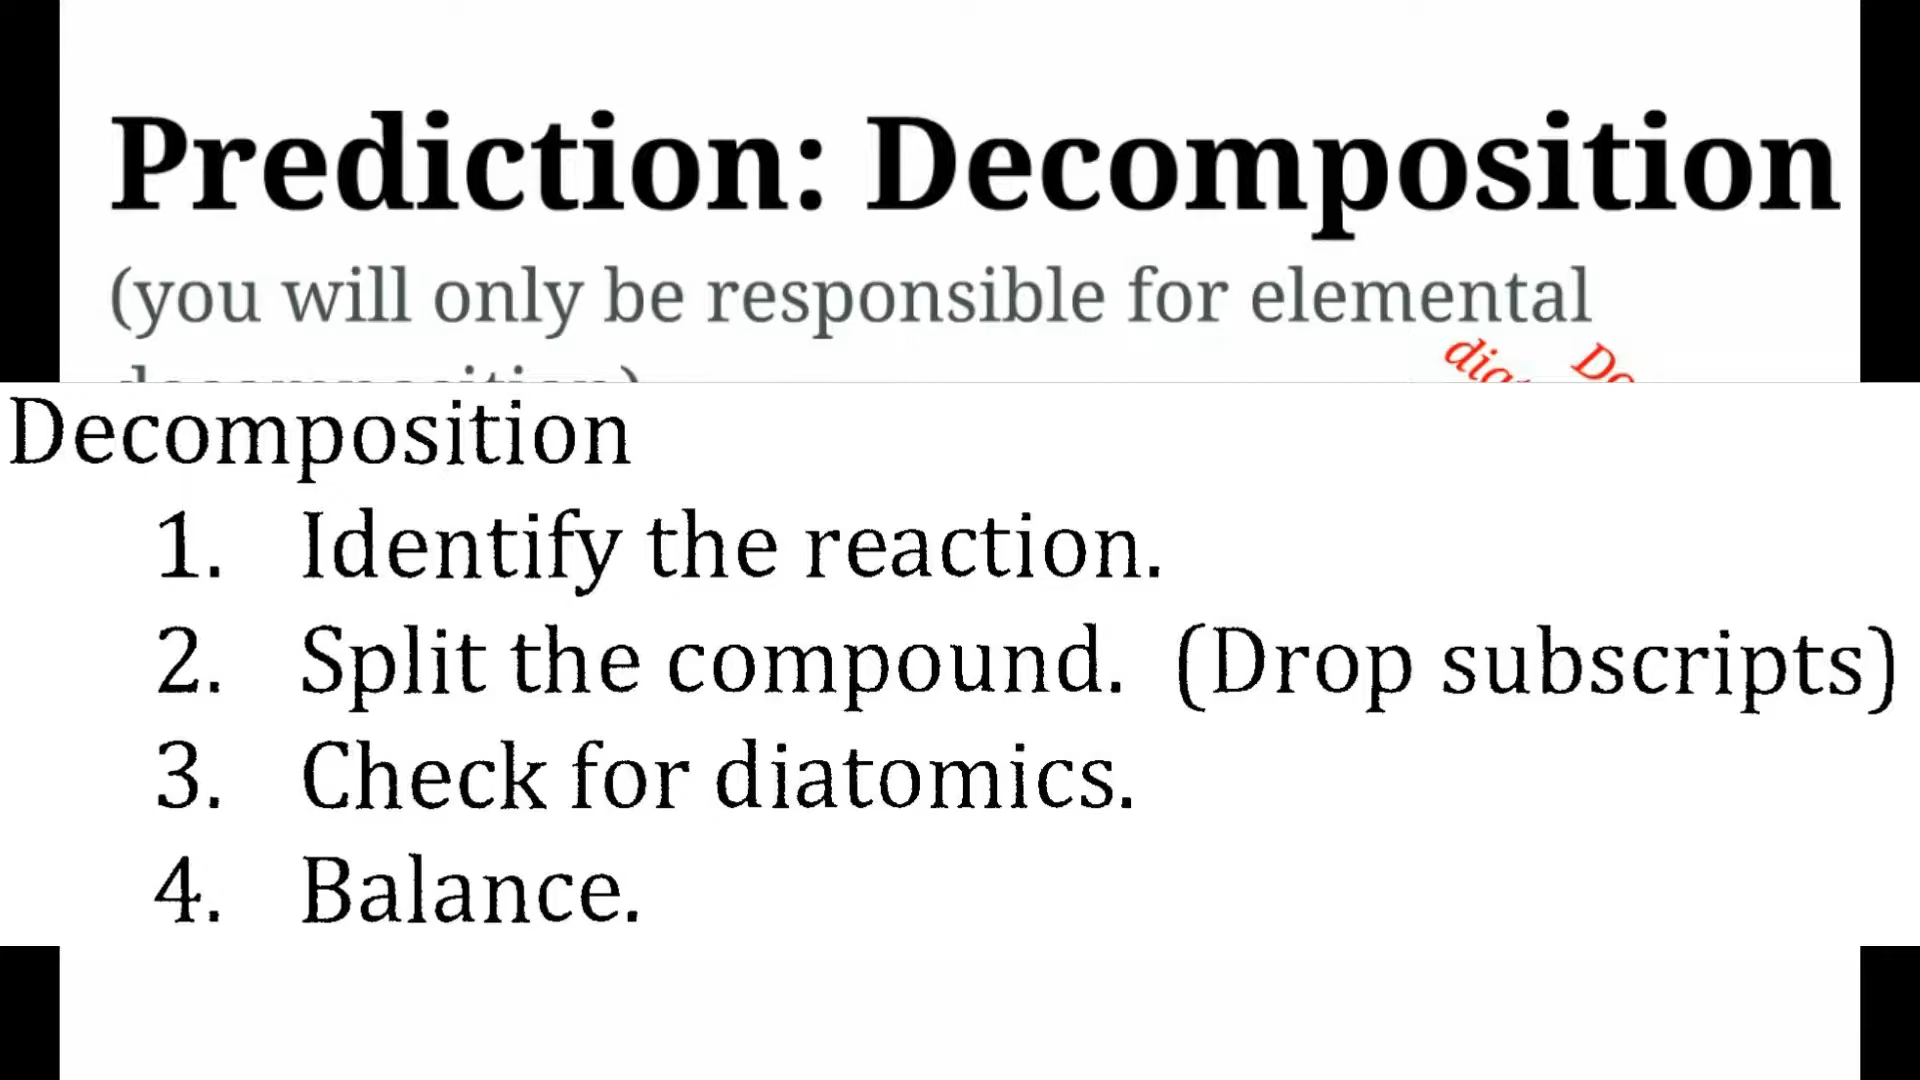 Prediction: Decomposition
(you will only be responsible for elemental
Decomposition
1. Identify the reaction.
2. Split the compound. (Drop subscripts)
3. Check for diatomics.
4. Balance.